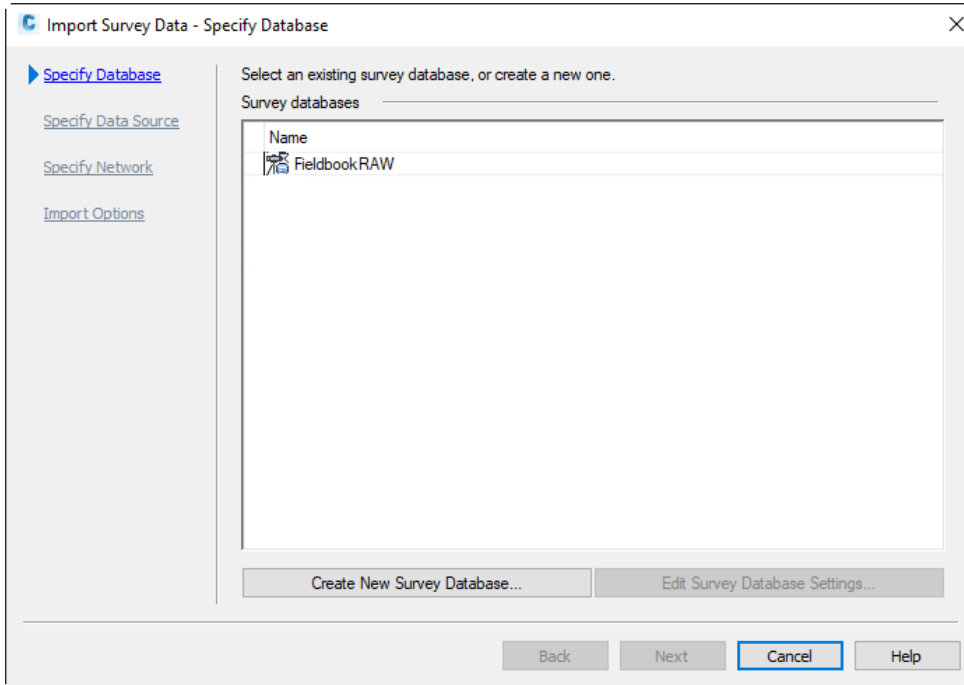 Import Survey Data - Specify Database
Specify Database
Specify Data Source
Specify Network
Import Options
Select an existing survey database, or create a new one.
Survey databases
Name
FieldbookRAW
Create New Survey Database...
Edit Survey Database Settings...
Back
Next
Cancel
Help